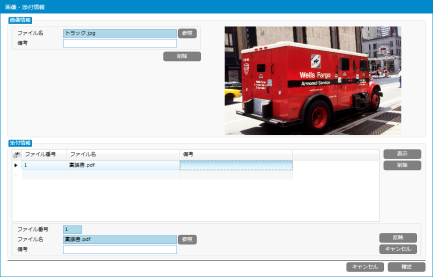 画像・添付情報
画像情報
ファイル名 トラック.jpg 参照
備考
削除
Wells Fargo
Armored Service
添付情報
ファイル番号 ファイル名 備考
1 稟議書.pdf
表示
削除
ファイル番号 1
ファイル名 稟議書.pdf 参照
備考
反映
キャンセル
キャンセル 確定